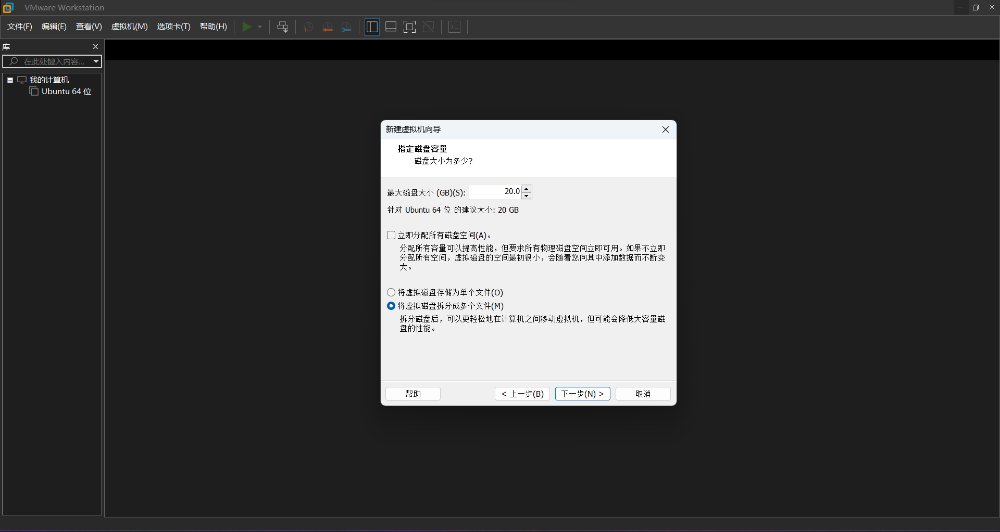 VMware Workstation
文件(F) 编辑(E) 查看(V) 虚拟机(M) 选项卡(T) 帮助(H)
库
在此处键入内容...
我的计算机
Ubuntu 64 位
新建虚拟机向导
指定磁盘容量
磁盘大小为多少?
最大磁盘大小 (GB)(S): 20.0
针对 Ubuntu 64 位 的建议大小: 20 GB
立即分配所有磁盘空间(A)。
分配所有容量可以提高性能，但要求所有物理磁盘空间立即可用。如果不立即
分配所有空间，虚拟磁盘的空间最初很小，会随着您向其中添加数据而不断变
大。
将虚拟磁盘存储为单个文件(O)
将虚拟磁盘拆分成多个文件(M)
拆分磁盘后，可以更轻松地在计算机之间移动虚拟机，但可能会降低大容量磁
盘的性能。
帮助 < 上一步(B) 下一步(N) > 取消